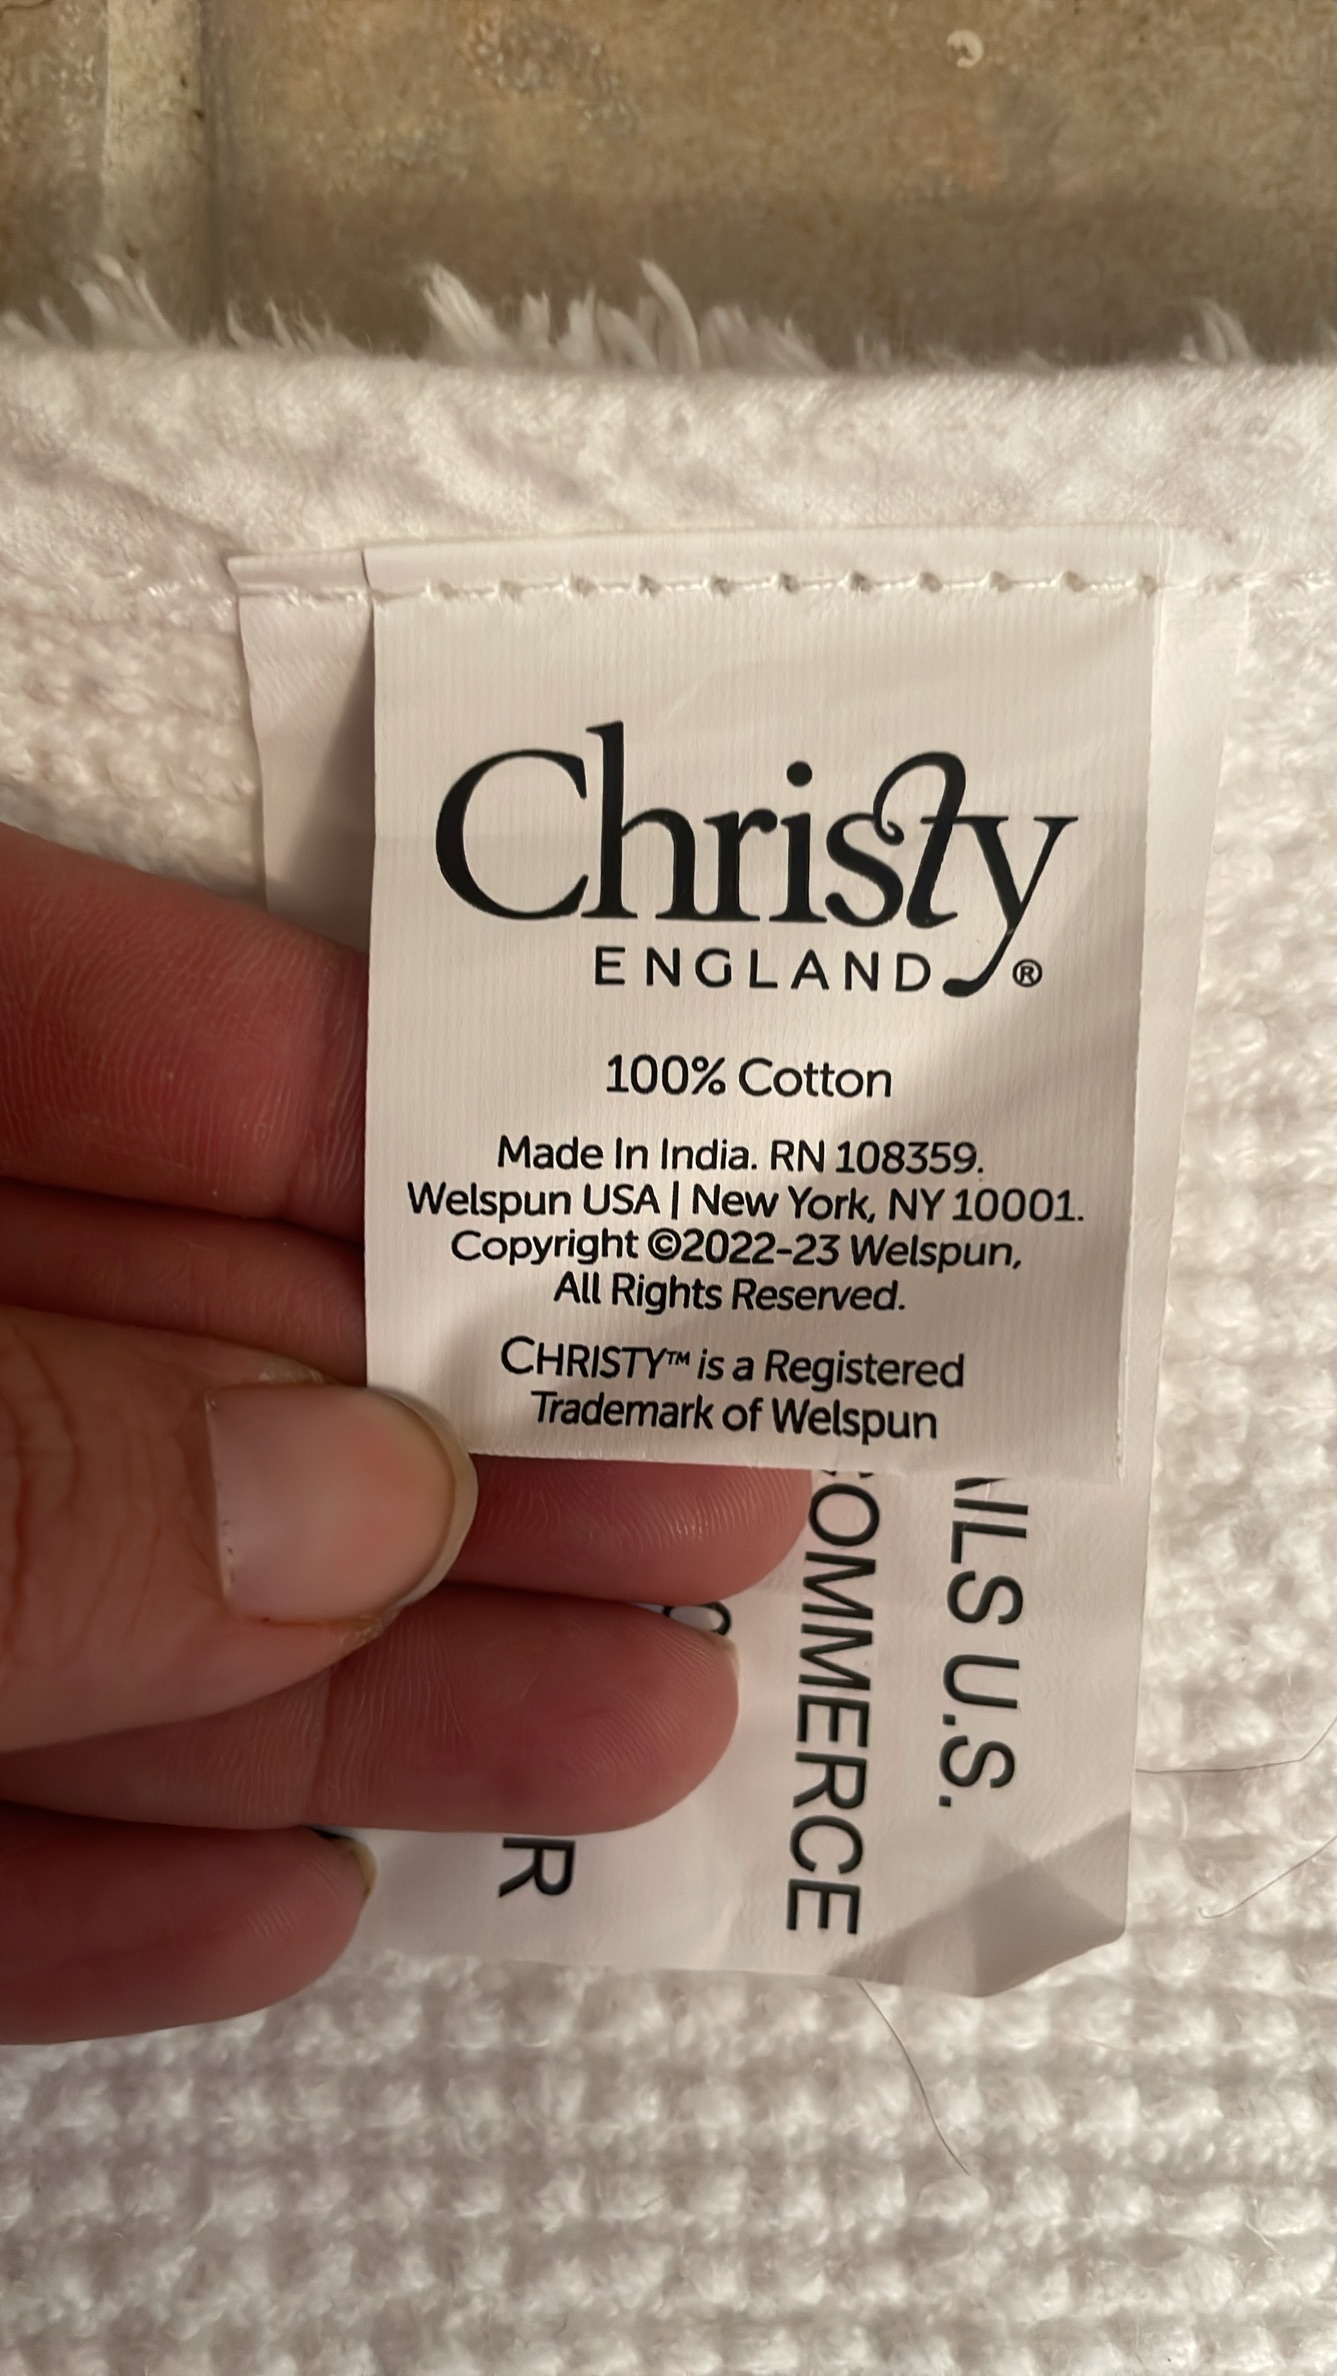 Christy
ENGLAND®
100% Cotton
Made In India. RN 108359.
Welspun USA | New York, NY 10001.
Copyright ©2022-23 Welspun,
All Rights Reserved.
CHRISTY™ is a Registered
Trademark of Welspun
U.S.
COMMERCE